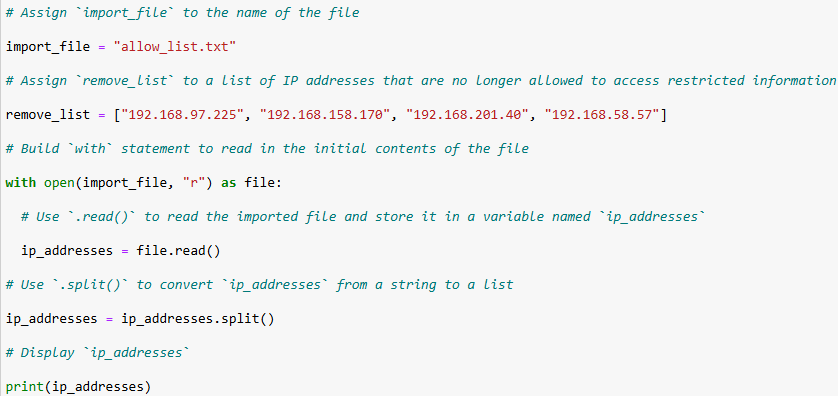 # Assign `import_file` to the name of the file
import_file = "allow_list.txt"
# Assign `remove_list` to a list of IP addresses that are no longer allowed to access restricted information
remove_list = ["192.168.97.225", "192.168.158.170", "192.168.201.40", "192.168.58.57"]
# Build `with` statement to read in the initial contents of the file
with open(import_file, "r") as file:
  # Use `.read()` to read the imported file and store it in a variable named `ip_addresses`
  ip_addresses = file.read()
# Use `.split()` to convert `ip_addresses` from a string to a list
ip_addresses = ip_addresses.split()
# Display `ip_addresses`
print(ip_addresses)